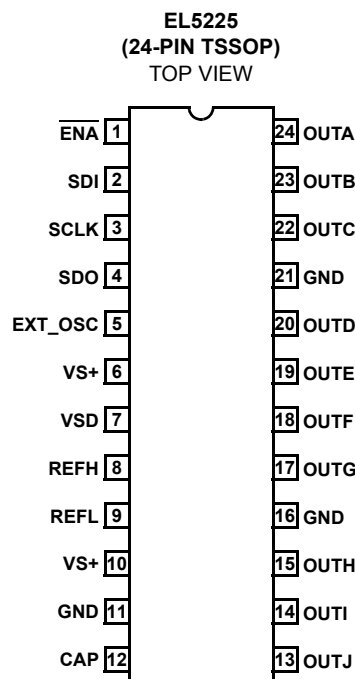 EL5225
(24-PIN TSSOP)
TOP VIEW
ENA 1 24 OUTA
SDI 2 23 OUTB
SCLK 3 22 OUTC
SDO 4 21 GND
EXT_OSC 5 20 OUTD
VS+ 6 19 OUTE
VSD 7 18 OUTF
REFH 8 17 OUTG
REFL 9 16 GND
VS+ 10 15 OUTH
GND 11 14 OUTI
CAP 12 13 OUTJ